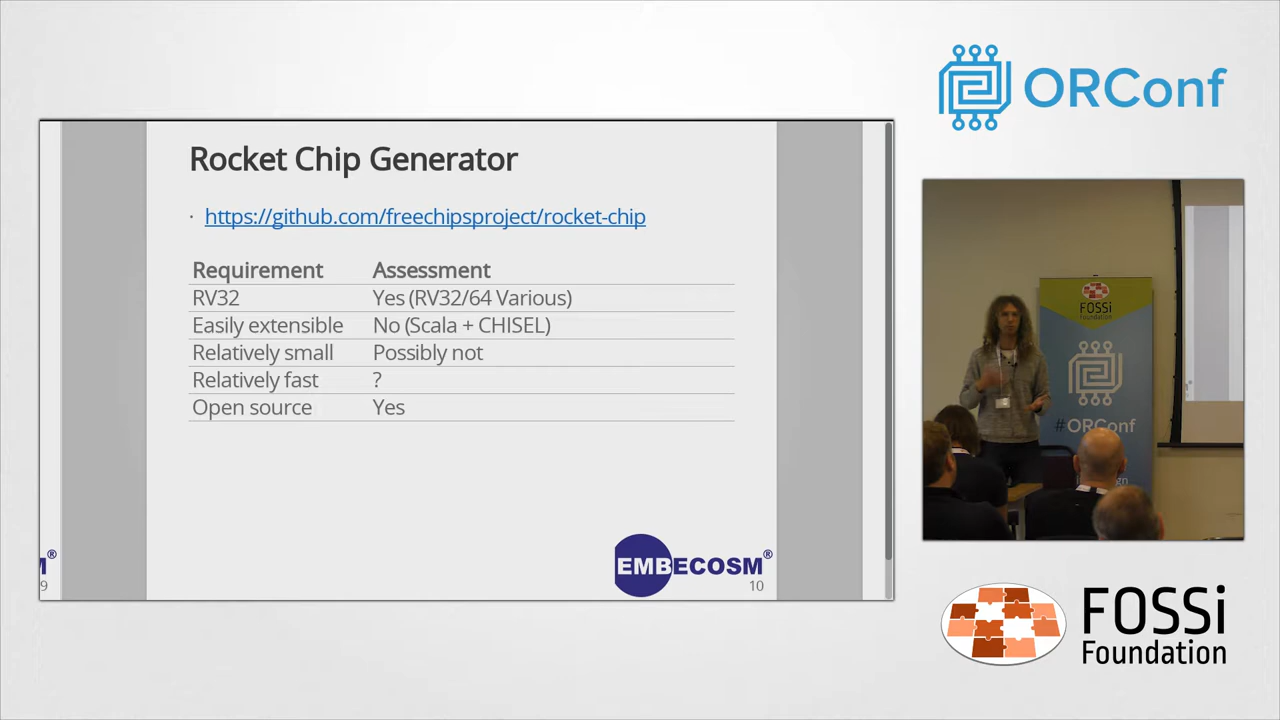 Rocket Chip Generator
· https://github.com/freechipsproject/rocket-chip
Requirement Assessment
RV32 Yes (RV32/64 Various)
Easily extensible No (Scala + CHISEL)
Relatively small Possibly not
Relatively fast ?
Open source Yes
M®
9
EMBECOSM®
10
ORConf
FOSSi
Foundation
#ORConf
FOSSi
Foundation